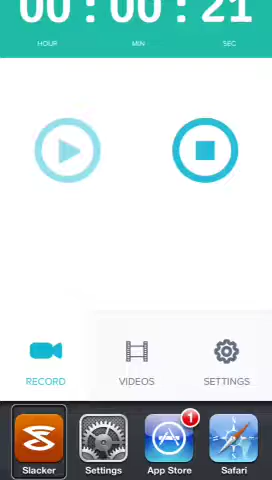 00 : 00 : 21
HOUR MIN SEC
RECORD VIDEOS SETTINGS
1
Slacker Settings App Store Safari